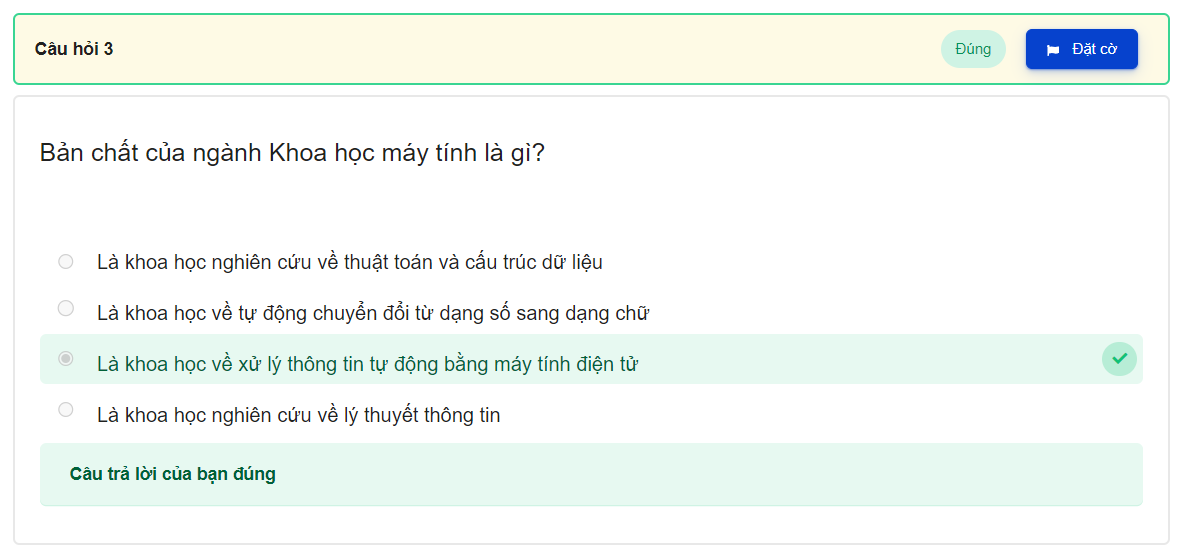 Câu hỏi 3
Đúng
Đặt cờ
Bản chất của ngành Khoa học máy tính là gì?
Là khoa học nghiên cứu về thuật toán và cấu trúc dữ liệu
Là khoa học về tự động chuyển đổi từ dạng số sang dạng chữ
Là khoa học về xử lý thông tin tự động bằng máy tính điện tử
Là khoa học nghiên cứu về lý thuyết thông tin
Câu trả lời của bạn đúng